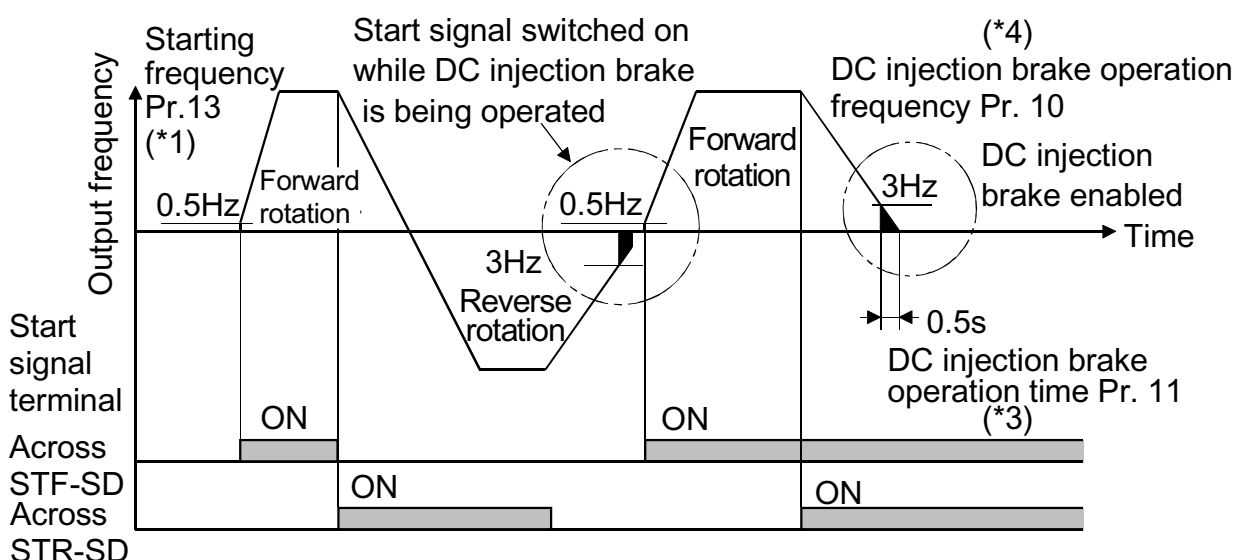 Starting
frequency
Pr.13
(*1)
Start signal switched on
while DC injection brake
is being operated
(*4)
DC injection brake operation
frequency Pr. 10
Output frequency
0.5Hz
Forward
rotation
0.5Hz
Forward
rotation
3Hz
DC injection
brake enabled
Time
3Hz
Reverse
rotation
0.5s
DC injection brake
operation time Pr. 11
(*3)
Start
signal
terminal
ON
ON
Across
STF-SD
ON
ON
Across
STR-SD